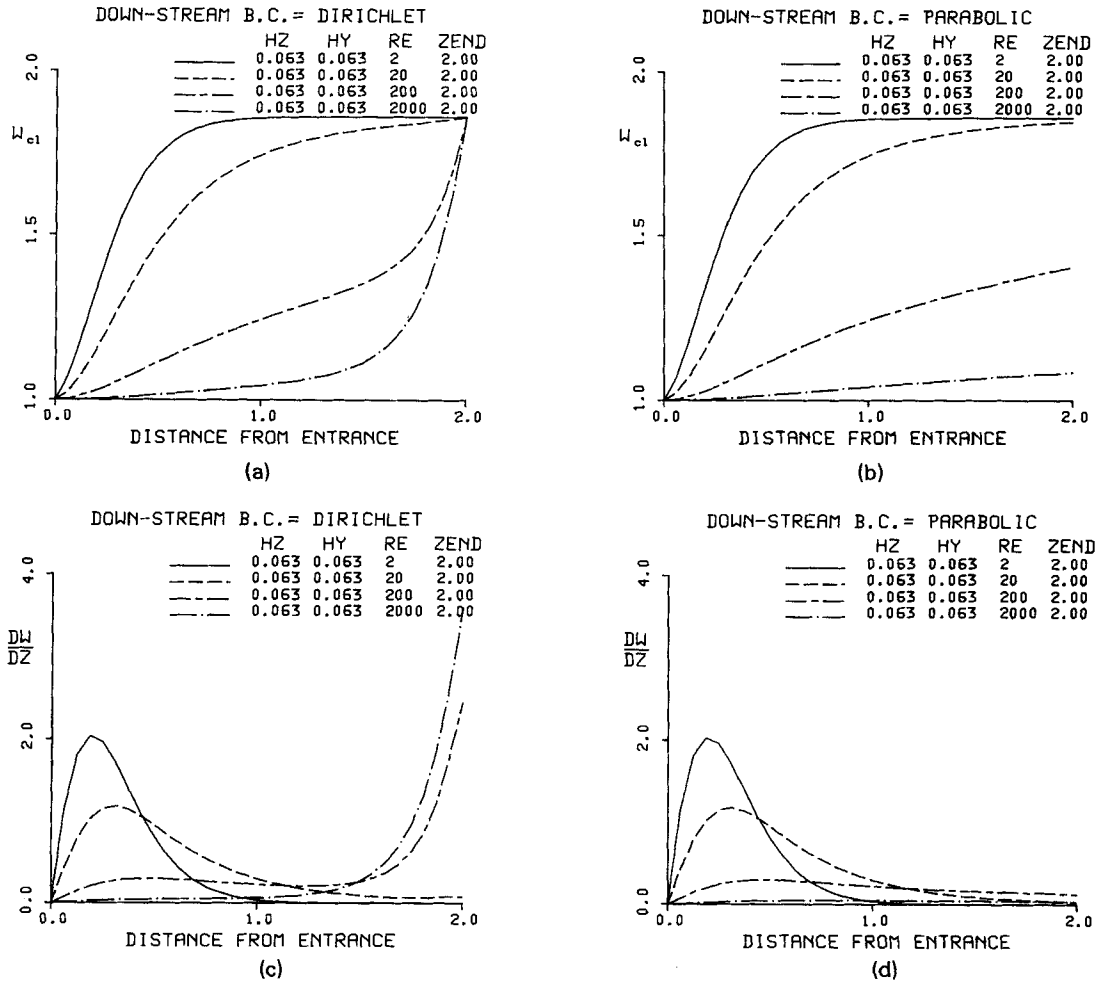 DOWN-STREAM B.C.= DIRICHLET
HZ HY RE ZEND
0.063 0.063 2 2.00
0.063 0.063 20 2.00
0.063 0.063 200 2.00
0.063 0.063 2000 2.00
2.0
W cl
1.5
1.0
0.0 1.0 2.0
DISTANCE FROM ENTRANCE
(a)
DOWN-STREAM B.C.= PARABOLIC
HZ HY RE ZEND
0.063 0.063 2 2.00
0.063 0.063 20 2.00
0.063 0.063 200 2.00
0.063 0.063 2000 2.00
2.0
W cl
1.5
1.0
0.0 1.0 2.0
DISTANCE FROM ENTRANCE
(b)
DOWN-STREAM B.C.= DIRICHLET
HZ HY RE ZEND
0.063 0.063 2 2.00
0.063 0.063 20 2.00
0.063 0.063 200 2.00
0.063 0.063 2000 2.00
4.0
DW
DZ
2.0
0.0
0.0 1.0 2.0
DISTANCE FROM ENTRANCE
(c)
DOWN-STREAM B.C.= PARABOLIC
HZ HY RE ZEND
0.063 0.063 2 2.00
0.063 0.063 20 2.00
0.063 0.063 200 2.00
0.063 0.063 2000 2.00
4.0
DW
DZ
2.0
0.0
0.0 1.0 2.0
DISTANCE FROM ENTRANCE
(d)